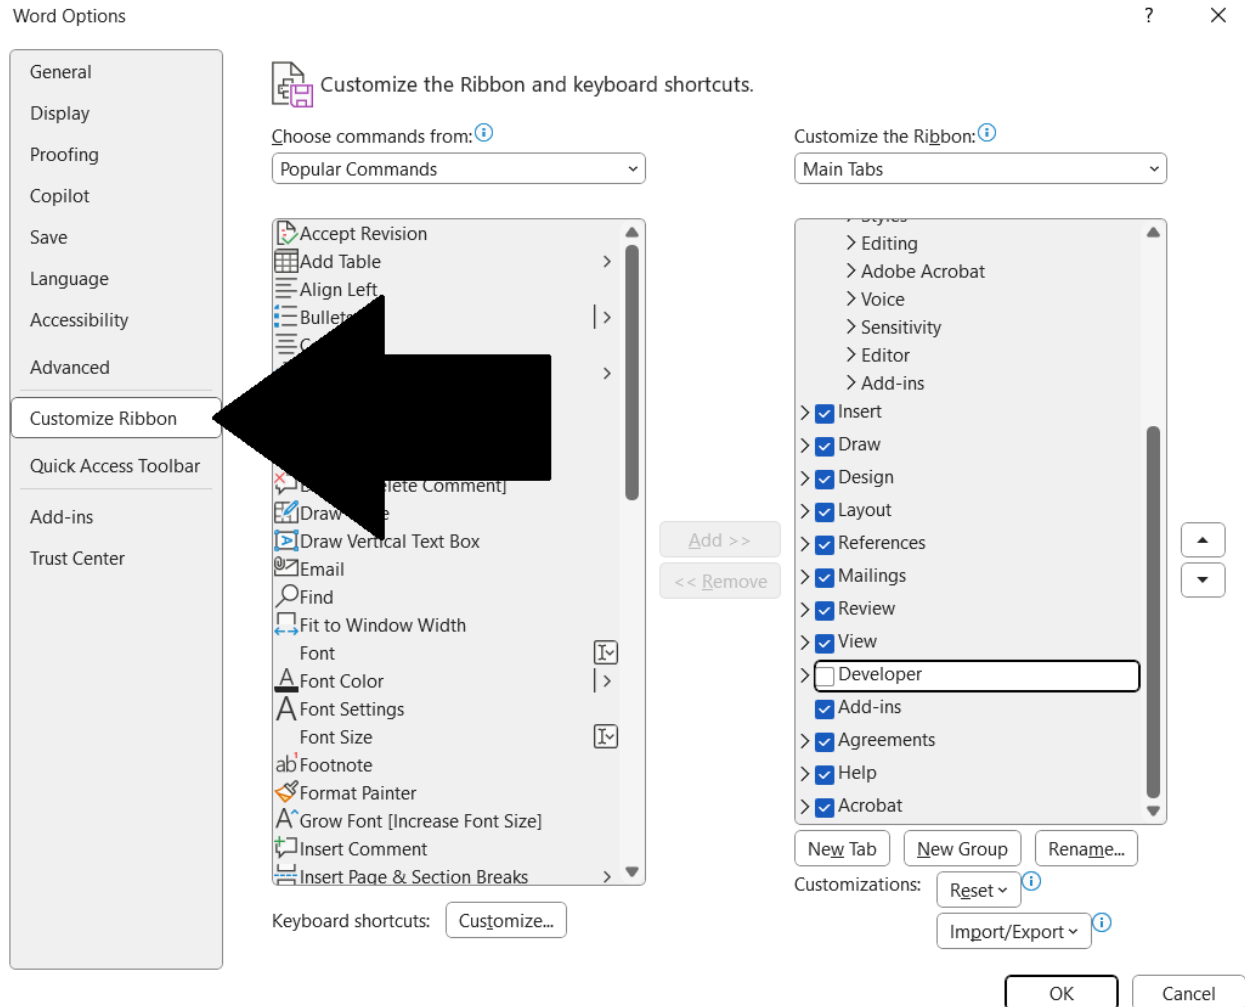 Word Options
?
General
Display
Proofing
Copilot
Save
Language
Accessibility
Advanced
Customize Ribbon
Quick Access Toolbar
Add-ins
Trust Center
Customize the Ribbon and keyboard shortcuts.
Choose commands from:
Popular Commands
Accept Revision
Add Table
Align Left
Bullets
Comment]
Draw
Draw Vertical Text Box
Email
Find
Fit to Window Width
Font
Font Color
Font Settings
Font Size
Footnote
Format Painter
Grow Font [Increase Font Size]
Insert Comment
Insert Page & Section Breaks
Keyboard shortcuts: Customize...
Add >>
<< Remove
Customize the Ribbon:
Main Tabs
Styles
Editing
Adobe Acrobat
Voice
Sensitivity
Editor
Add-ins
Insert
Draw
Design
Layout
References
Mailings
Review
View
Developer
Add-ins
Agreements
Help
Acrobat
New Tab New Group Rename...
Customizations: Reset
Import/Export
OK Cancel